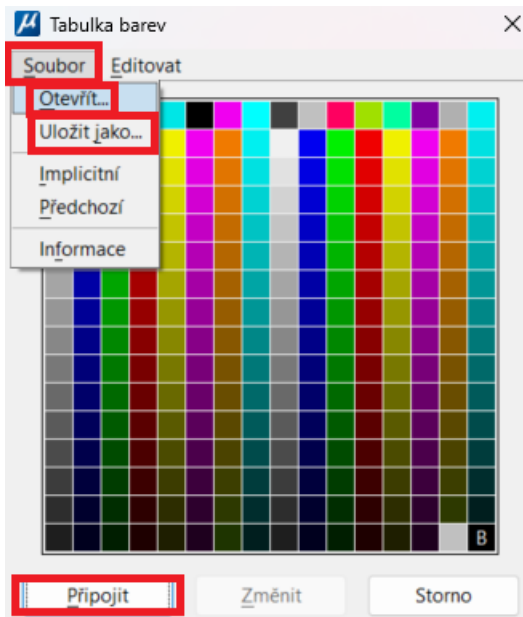 Tabulka barev
Soubor Editovat
Otevřít...
Uložit jako...
Implicitní
Předchozí
Informace
B
Připojit Změnit Storno